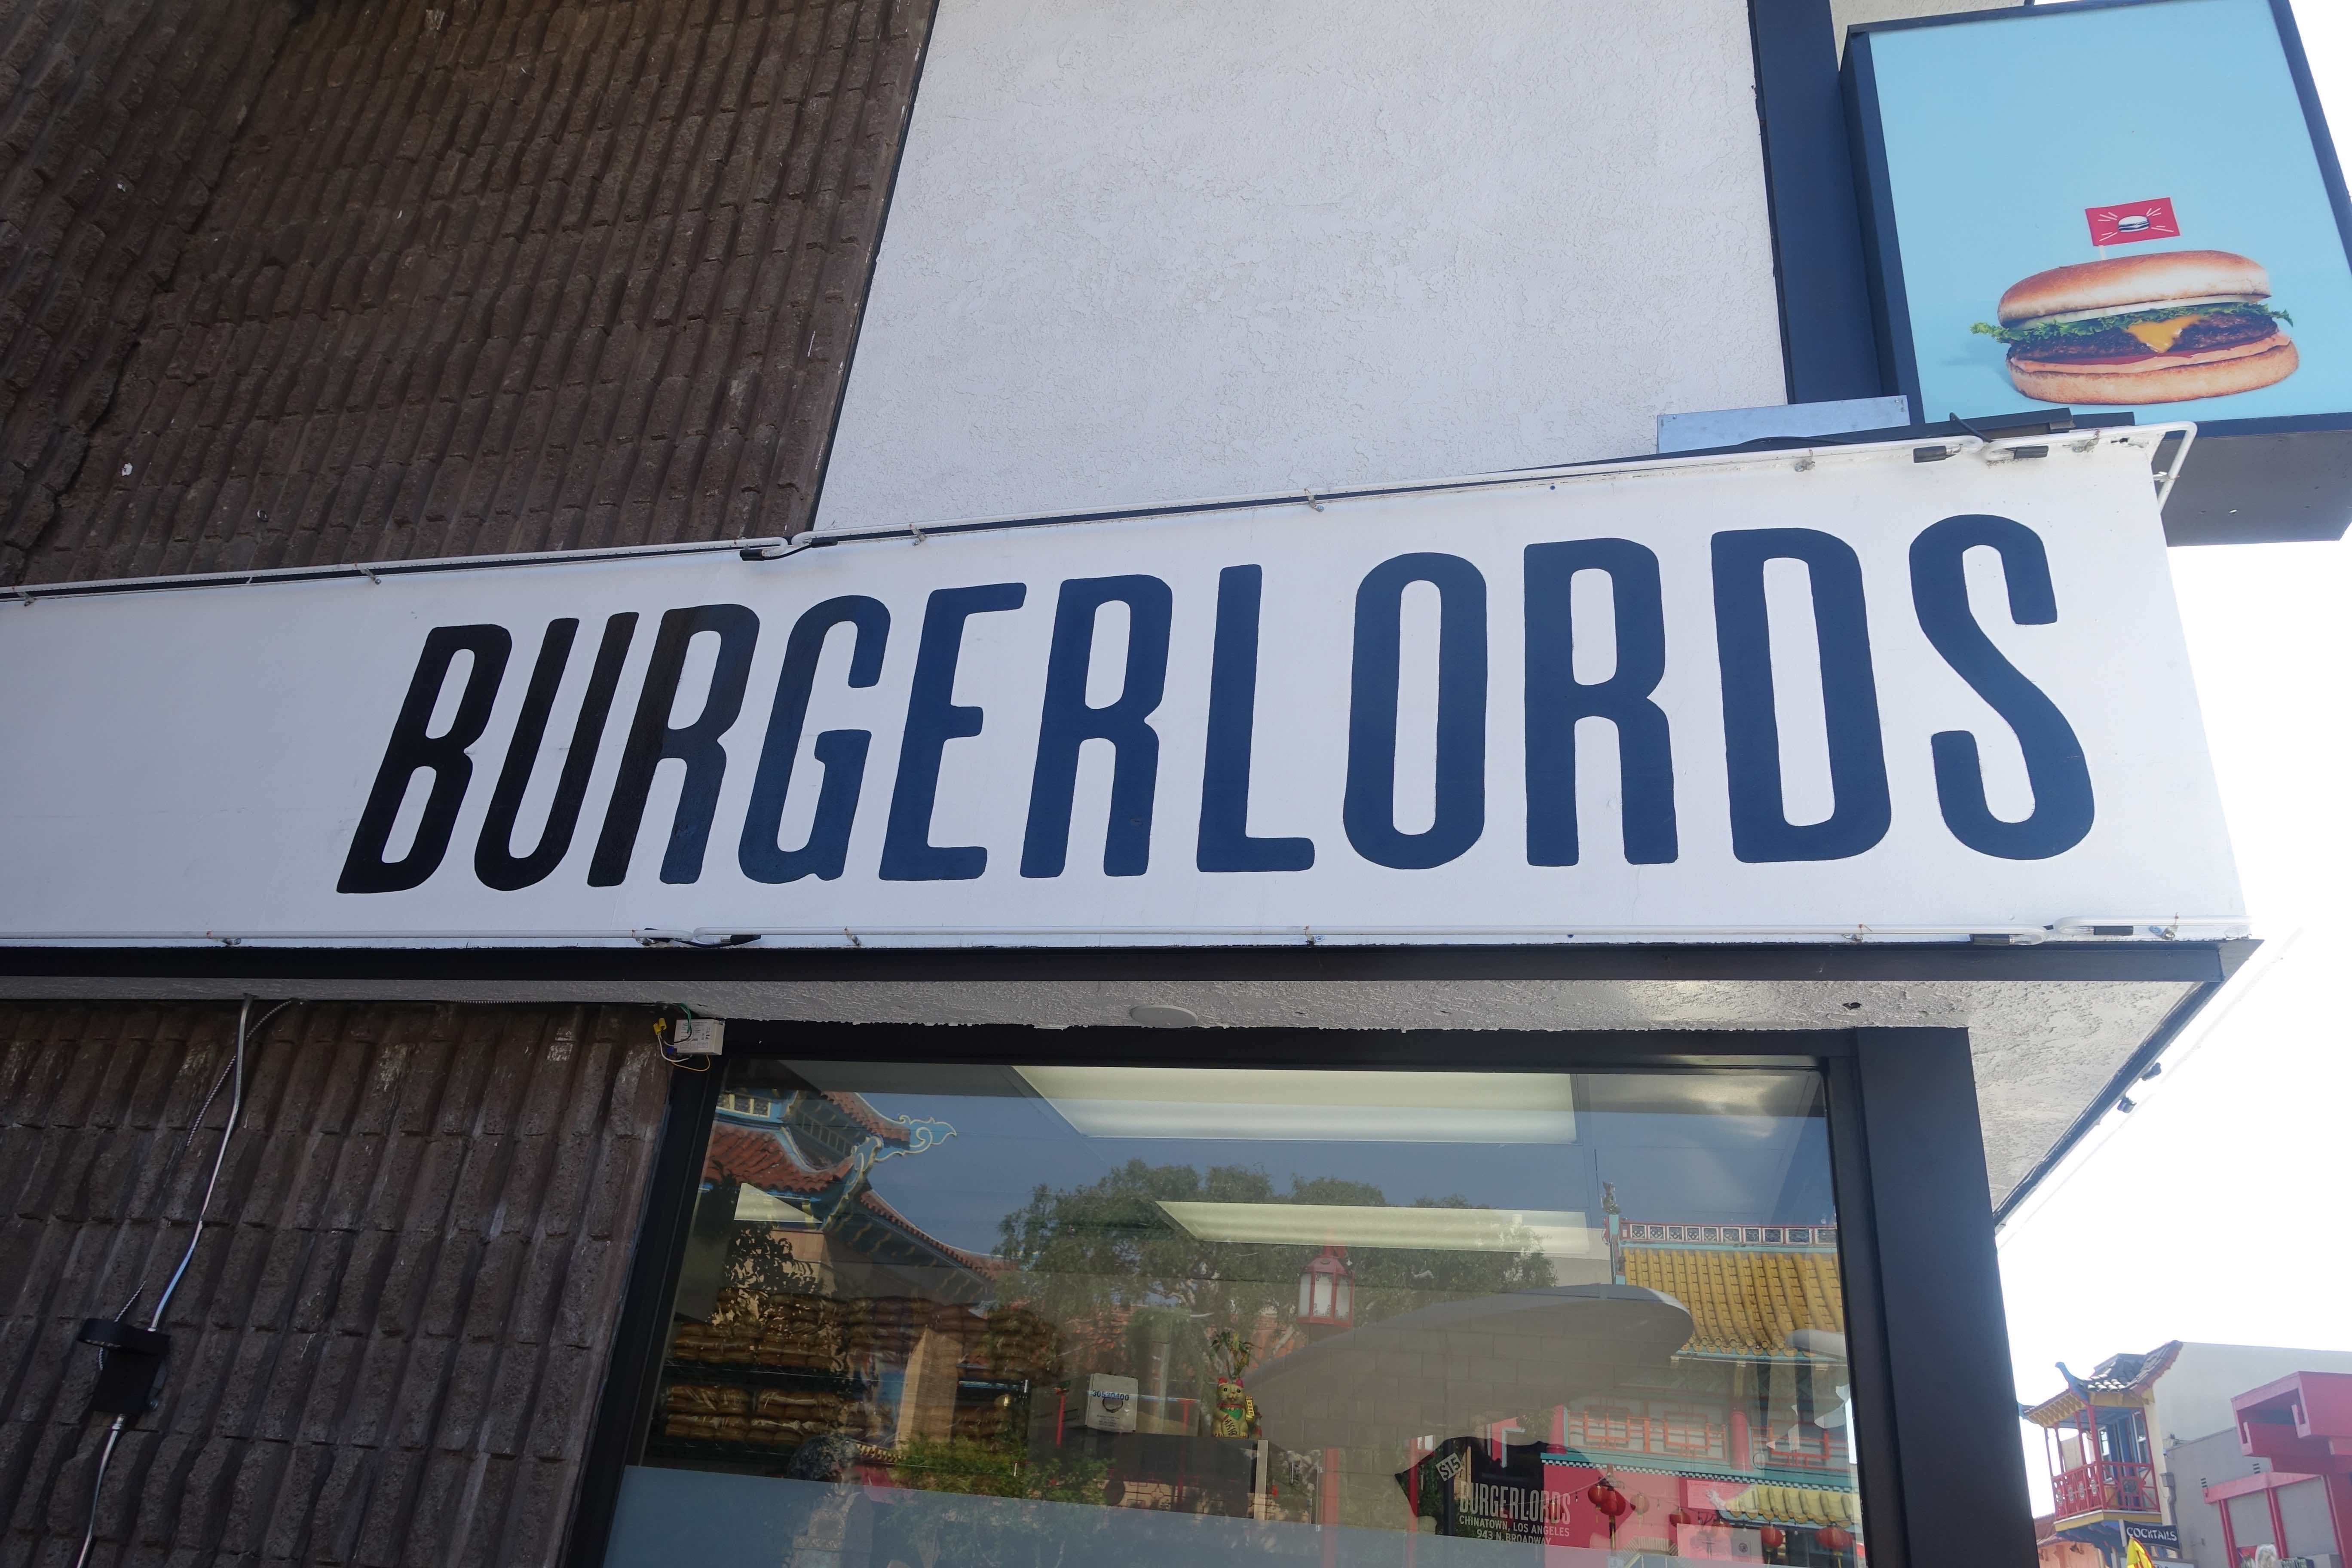 BURGERLORDS
$15
BURGERLORDS
CHINATOWN, LOS ANGELES
943 N. BROADWAY
COCKTAILS